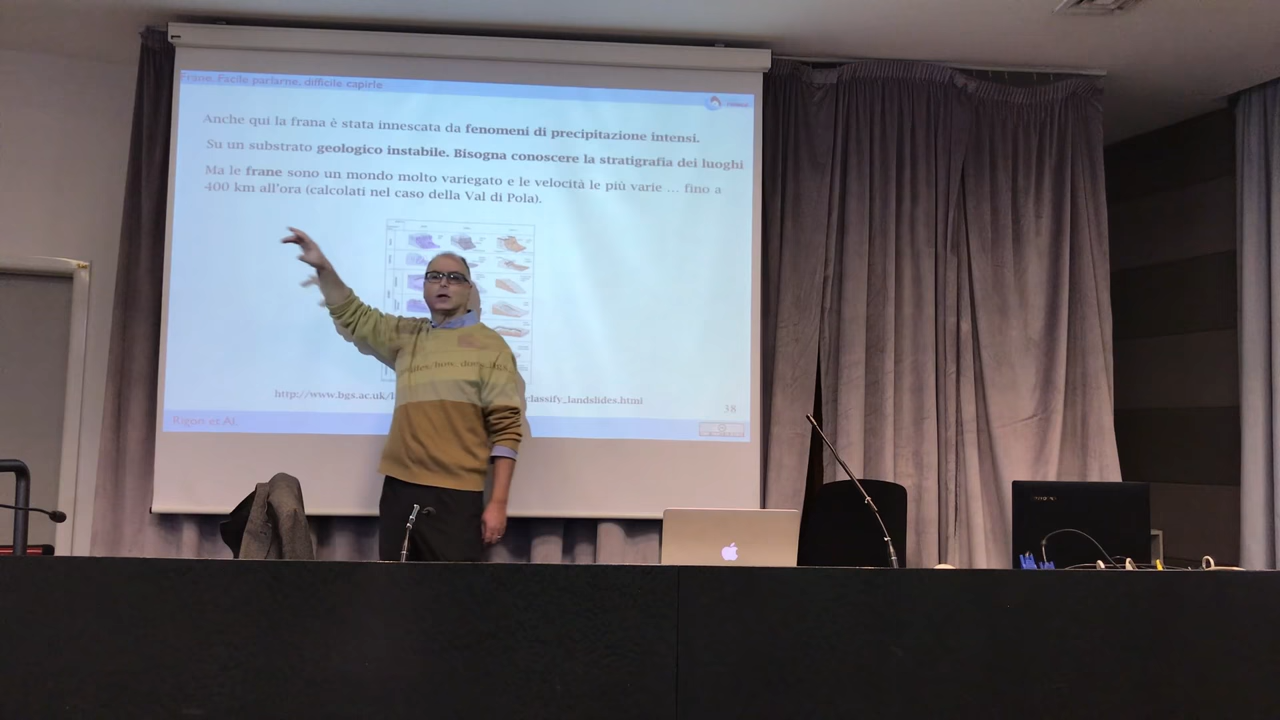 Frane. Facile parlarne, difficile capirle
Anche qui la frana è stata innescata da fenomeni di precipitazione intensi.
Su un substrato geologico instabile. Bisogna conoscere la stratigrafia dei luoghi
Ma le frane sono un mondo molto variegato e le velocità le più varie ... fino a
400 km all'ora (calcolati nel caso della Val di Pola).
http://www.bgs.ac.uk/l
classify_landslides.html
38
Rigon et Al.